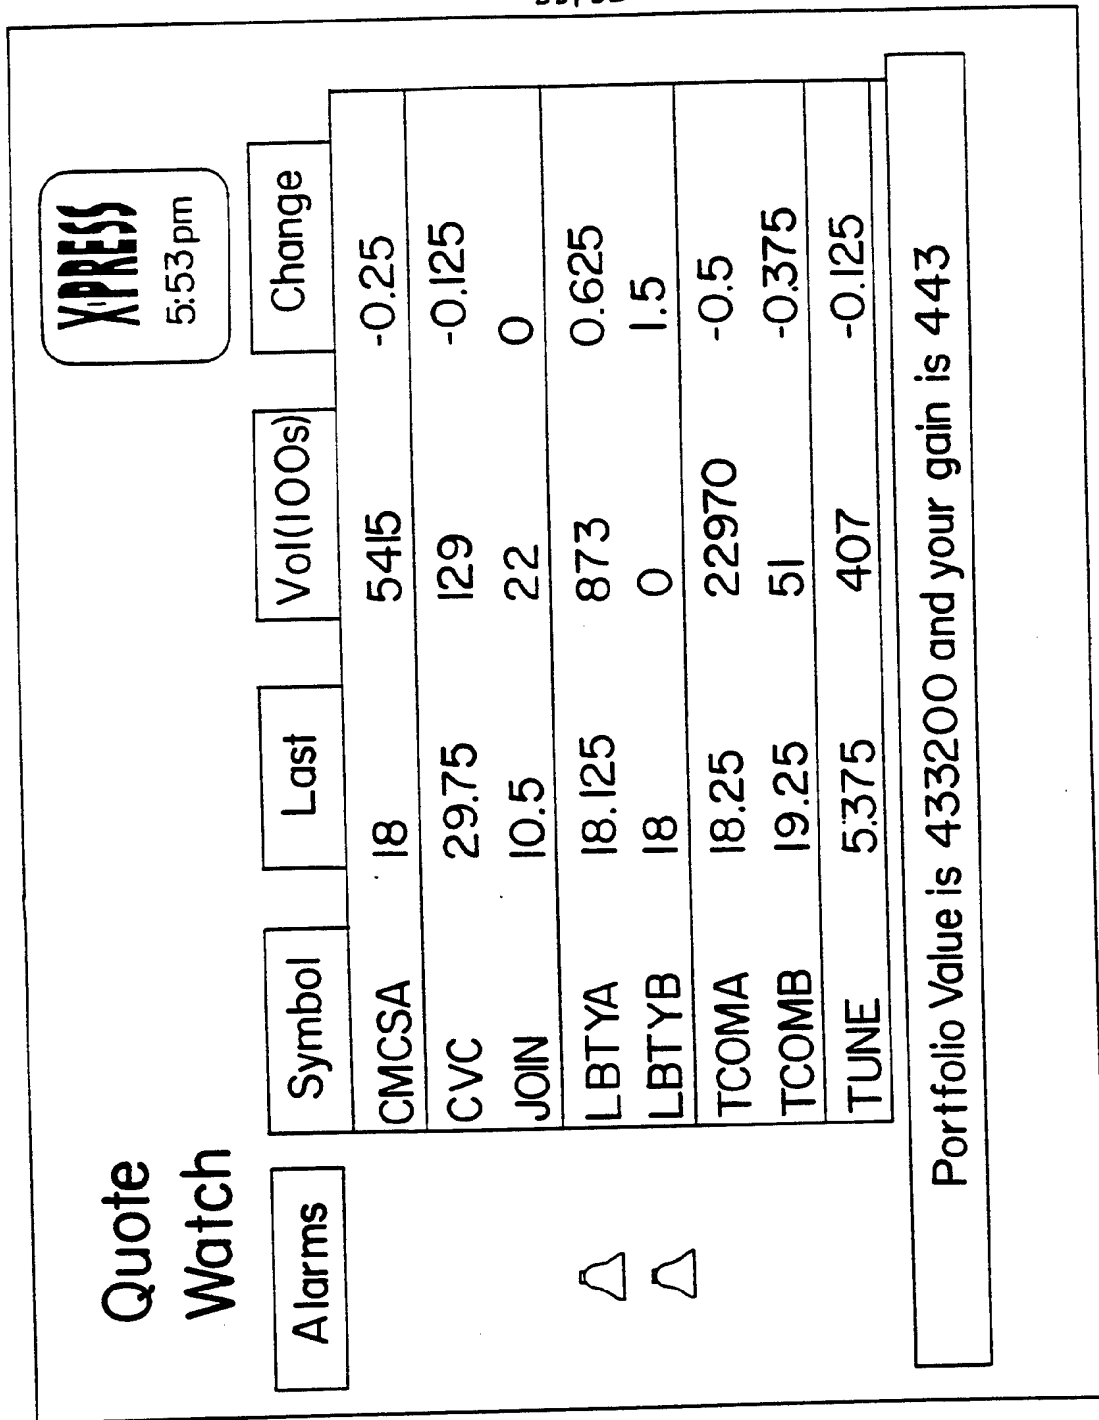 Quote
Watch
X·PRESS
5:53 pm
Alarms Symbol Last Vol(100s) Change
CMCSA 18 5415 -0.25
CVC 29.75 129 -0.125
JOIN 10.5 22 0
LBTYA 18.125 873 0.625
LBTYB 18 0 1.5
TCOMA 18.25 22970 -0.5
TCOMB 19.25 51 -0.375
TUNE 5.375 407 -0.125
Portfolio Value is 433200 and your gain is 443